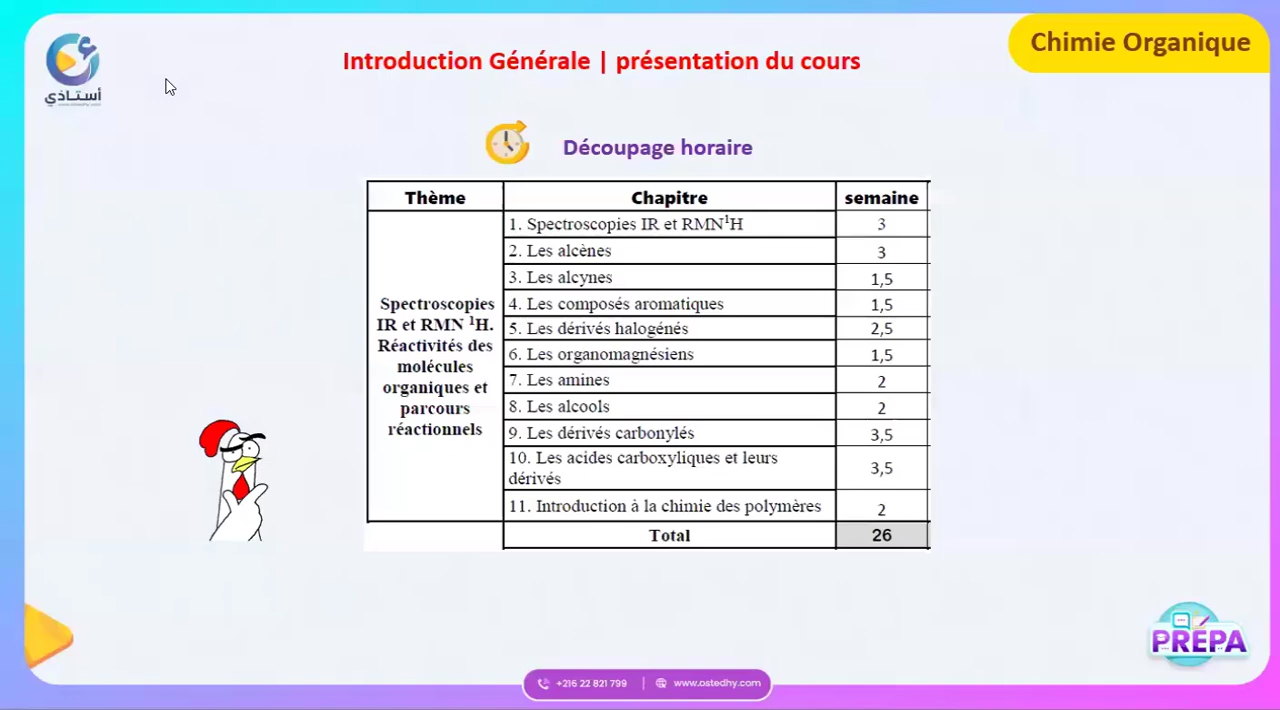 أستاذي
Introduction Générale | présentation du cours
Chimie Organique
Découpage horaire
Thème Chapitre semaine
1. Spectroscopies IR et RMN¹H 3
2. Les alcènes 3
3. Les alcynes 1,5
4. Les composés aromatiques 1,5
5. Les dérivés halogénés 2,5
6. Les organomagnésiens 1,5
7. Les amines 2
8. Les alcools 2
9. Les dérivés carbonylés 3,5
10. Les acides carboxyliques et leurs
dérivés 3,5
11. Introduction à la chimie des polymères 2
Spectroscopies
IR et RMN ¹H.
Réactivités des
molécules
organiques et
parcours
réactionnels
Total 26
PRÉPA
+216 22 821 799 | www.ostedhy.com